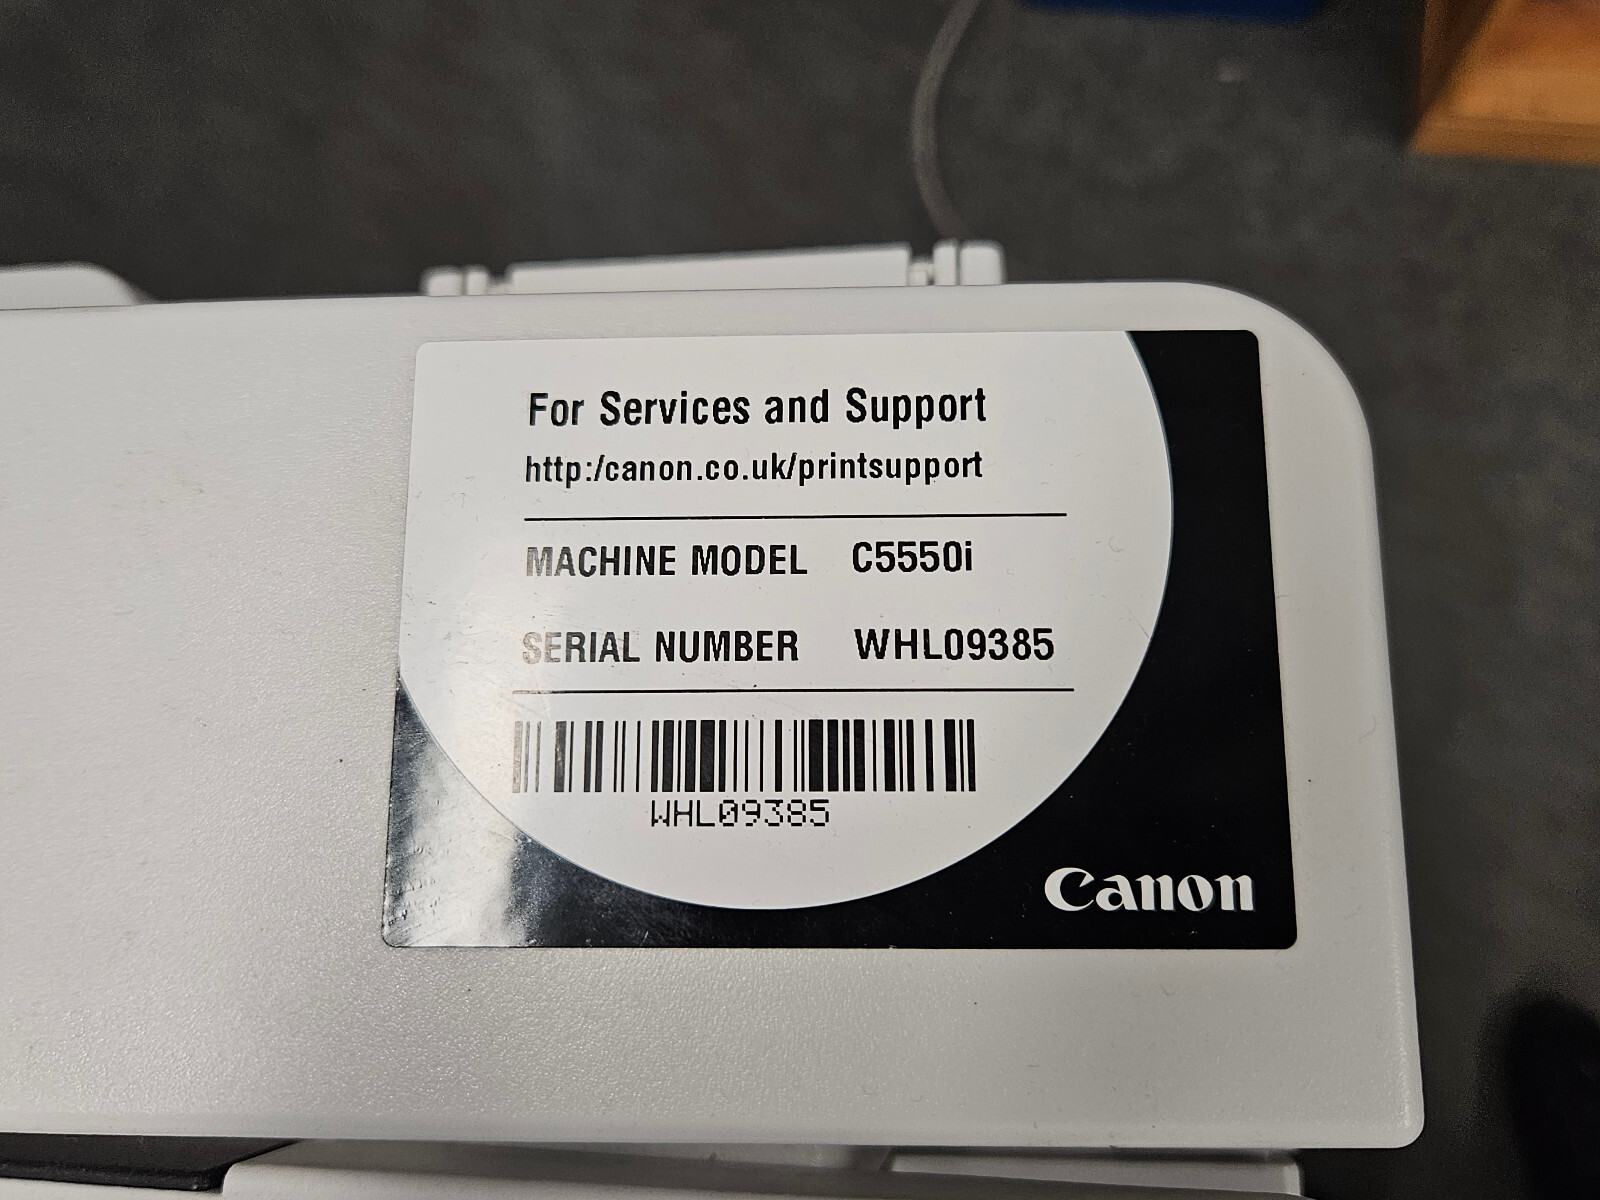 For Services and Support
http:/canon.co.uk/printsupport
MACHINE MODEL C5550i
SERIAL NUMBER WHL09385
WHL09385
Canon